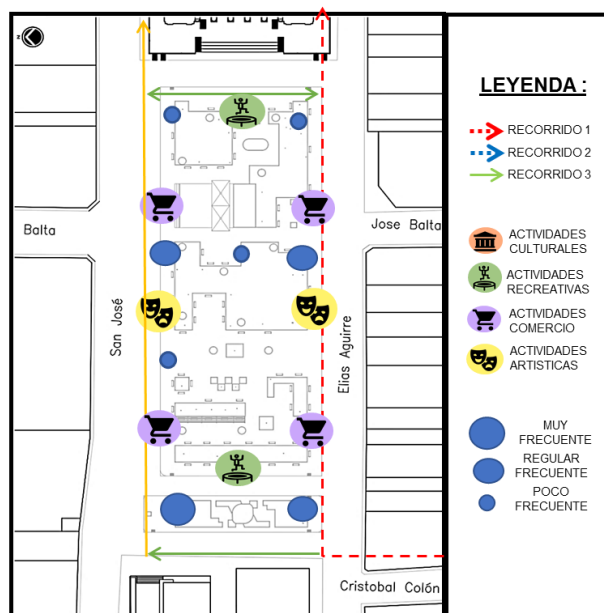 N
LEYENDA :
RECORRIDO 1
RECORRIDO 2
RECORRIDO 3
Balta
Jose Balta
ACTIVIDADES
CULTURALES
ACTIVIDADES
RECREATIVAS
ACTIVIDADES
COMERCIO
ACTIVIDADES
ARTISTICAS
San José
Elias Aguirre
MUY
FRECUENTE
REGULAR
FRECUENTE
POCO
FRECUENTE
Cristobal Colón